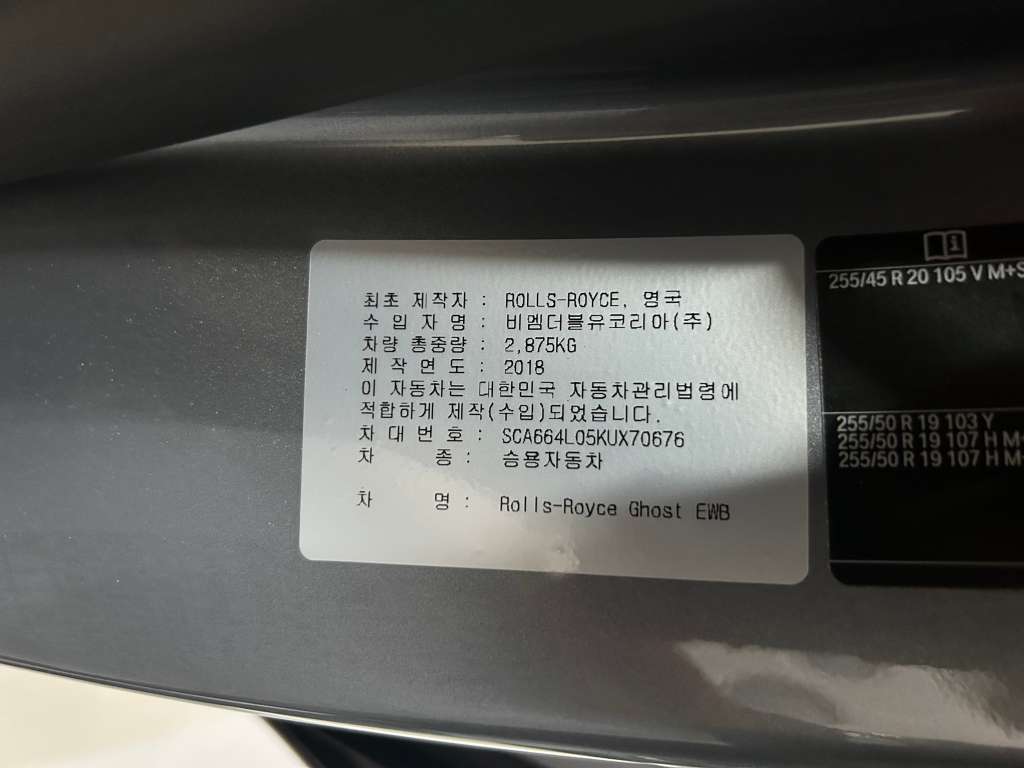 최초 제작자 : ROLLS-ROYCE, 영국
수 입 자 명 : 비엠더블유코리아(주)
차량 총중량 : 2,875KG
제 작 연 도 : 2018
이 자동차는 대한민국 자동차관리법령에
적합하게 제작(수입)되었습니다.
차 대 번 호 : SCA664L05KUX70676
차 종 : 승용자동차
차 명 : Rolls-Royce Ghost EWB
255/45 R 20 105 V M+S
255/50 R 19 103 Y
255/50 R 19 107 H M+
255/50 R 19 107 H M+